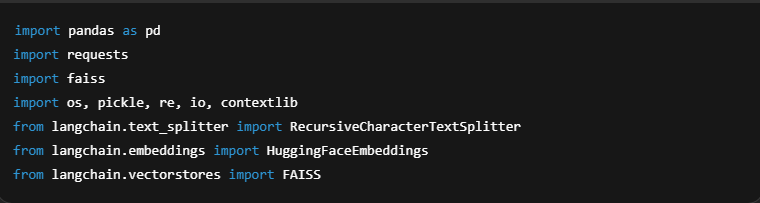 import pandas as pd
import requests
import faiss
import os, pickle, re, io, contextlib
from langchain.text_splitter import RecursiveCharacterTextSplitter
from langchain.embeddings import HuggingFaceEmbeddings
from langchain.vectorstores import FAISS